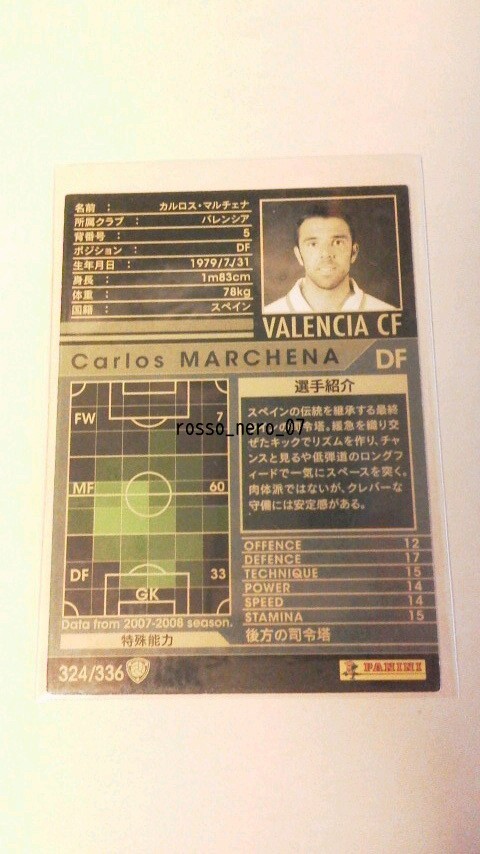 名前 : カルロス・マルチェナ
所属クラブ : バレンシア
背番号 : 5
ポジション : DF
生年月日 : 1979/7/31
身長 : 1m83cm
体重 : 78kg
国籍 : スペイン
VALENCIA CF
Carlos MARCHENA DF
FW 7
MF 60
DF 33
GK
Data from 2007-2008 season.
特殊能力
324/336
選手紹介
スペインの伝統を継承する最終
令塔。緩急を織り交
ぜたキックでリズムを作り、チャ
ンスと見るや低弾道のロングフ
ィードで一気にスペースを突く。
肉体派ではないが、クレバーな
守備には安定感がある。
OFFENCE 12
DEFENCE 17
TECHNIQUE 15
POWER 14
SPEED 14
STAMINA 15
後方の司令塔
PANINI
rosso_nero_07